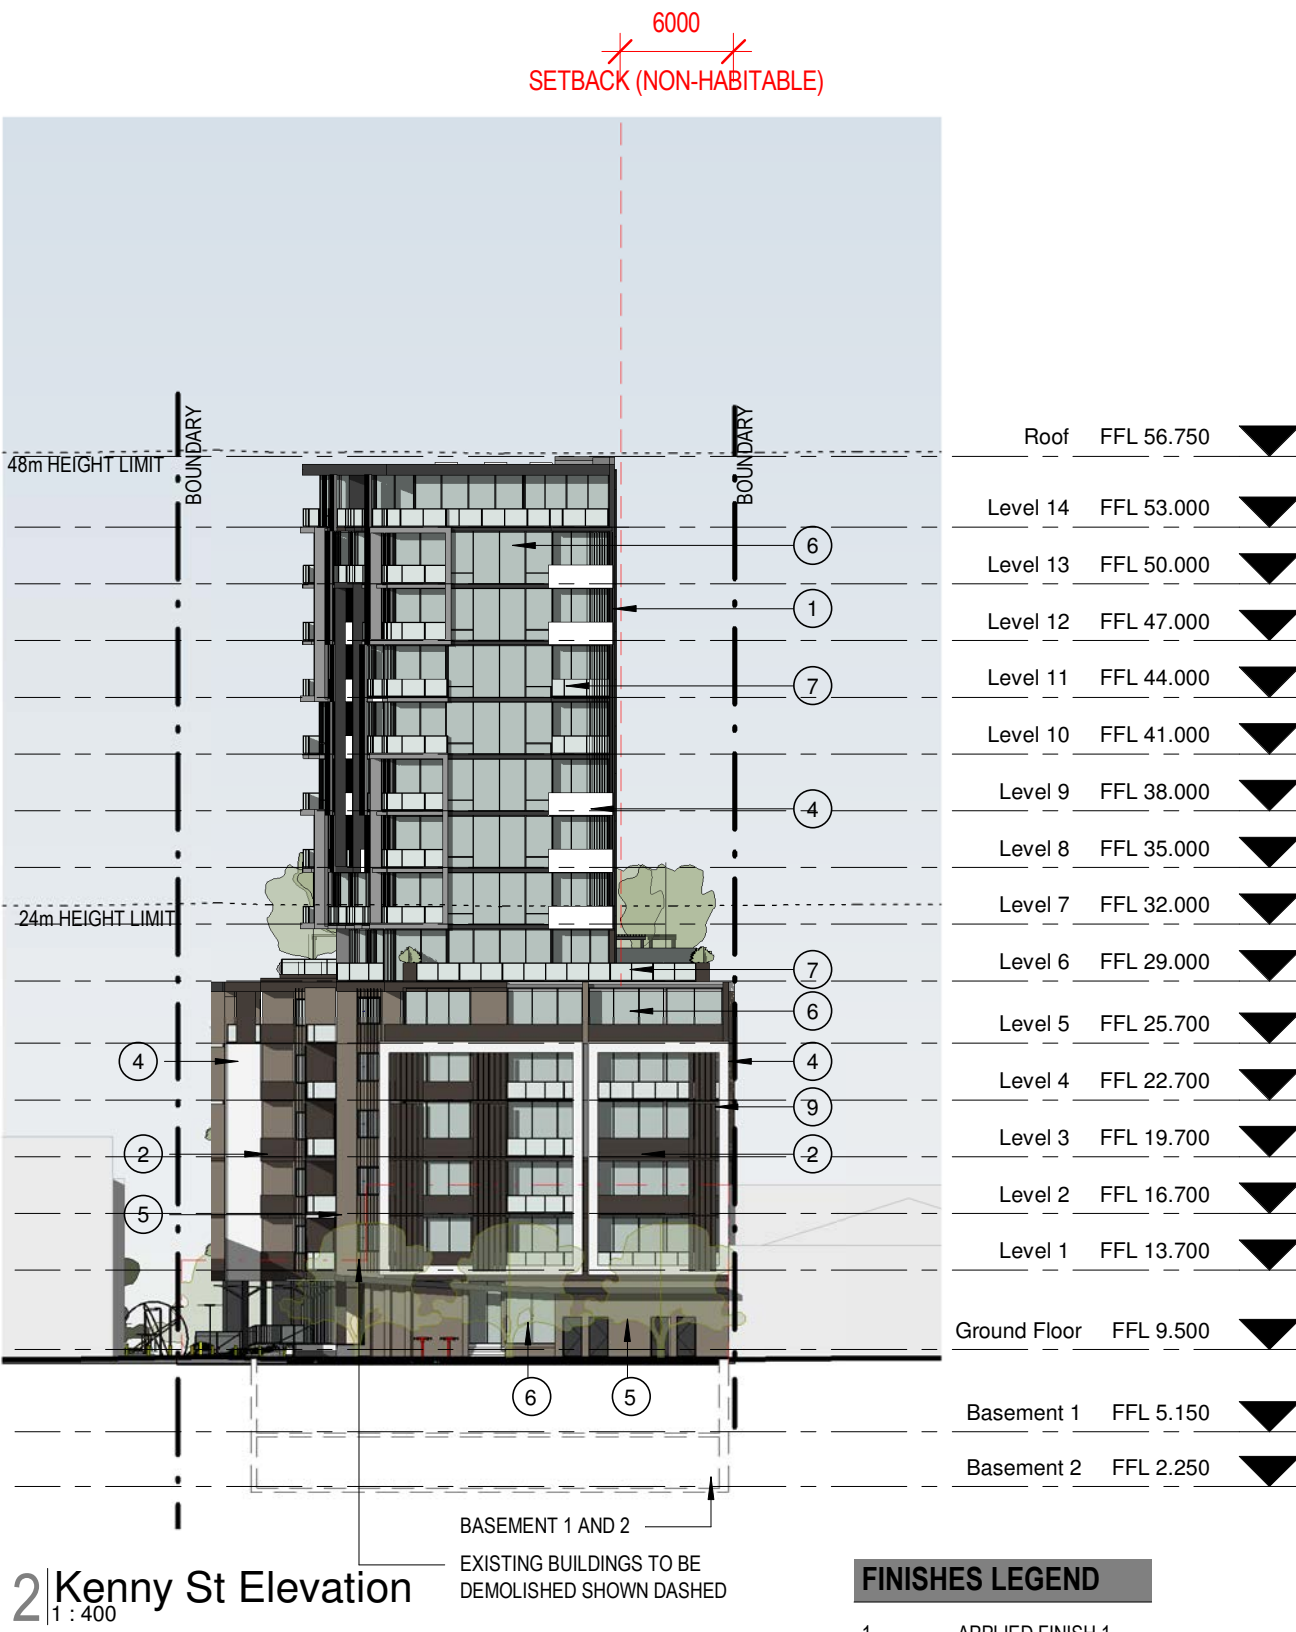 6000
SETBACK (NON-HABITABLE)
BOUNDARY
BOUNDARY
48m HEIGHT LIMIT
Roof FFL 56.750
Level 14 FFL 53.000
6
Level 13 FFL 50.000
1
Level 12 FFL 47.000
7
Level 11 FFL 44.000
Level 10 FFL 41.000
4
Level 9 FFL 38.000
Level 8 FFL 35.000
24m HEIGHT LIMIT
Level 7 FFL 32.000
7
Level 6 FFL 29.000
6
Level 5 FFL 25.700
4
4
Level 4 FFL 22.700
9
2
2
Level 3 FFL 19.700
5
Level 2 FFL 16.700
Level 1 FFL 13.700
Ground Floor FFL 9.500
6
5
Basement 1 FFL 5.150
Basement 2 FFL 2.250
BASEMENT 1 AND 2
EXISTING BUILDINGS TO BE
DEMOLISHED SHOWN DASHED
2 Kenny St Elevation
1 : 400
FINISHES LEGEND
1 APPLIED FINISH 1